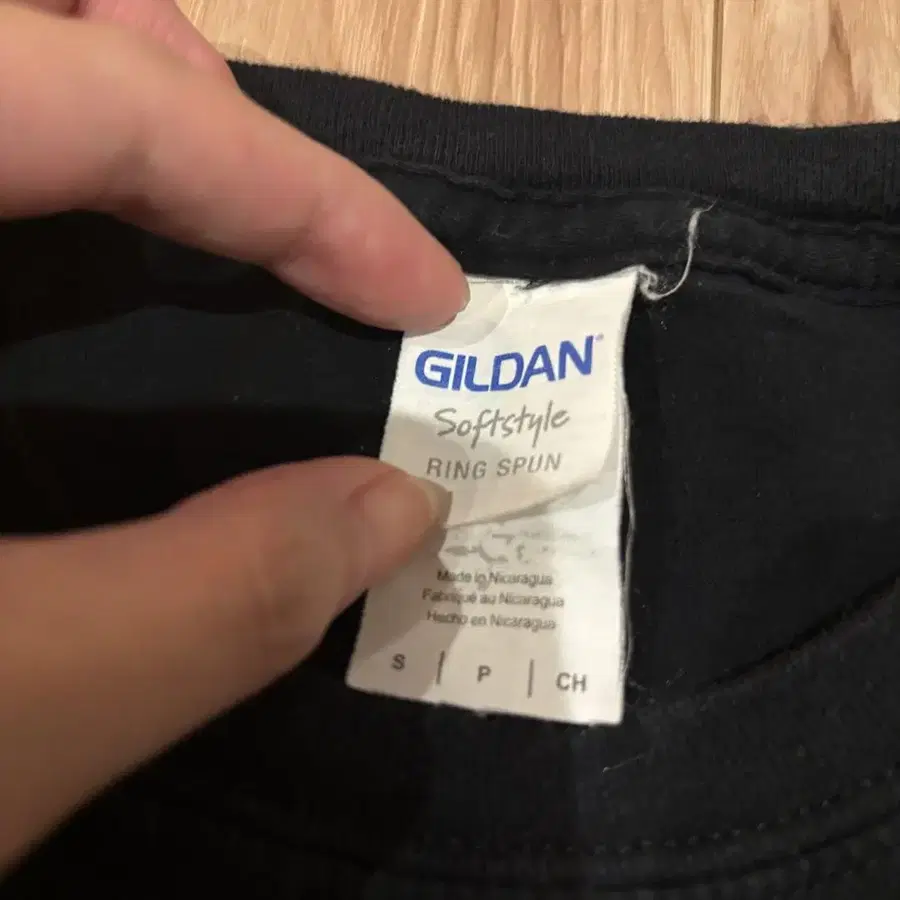 GILDAN®
Softstyle
RING SPUN
Made in Nicaragua
Fabriqué au Nicaragua
Hecho en Nicaragua
S | P | CH